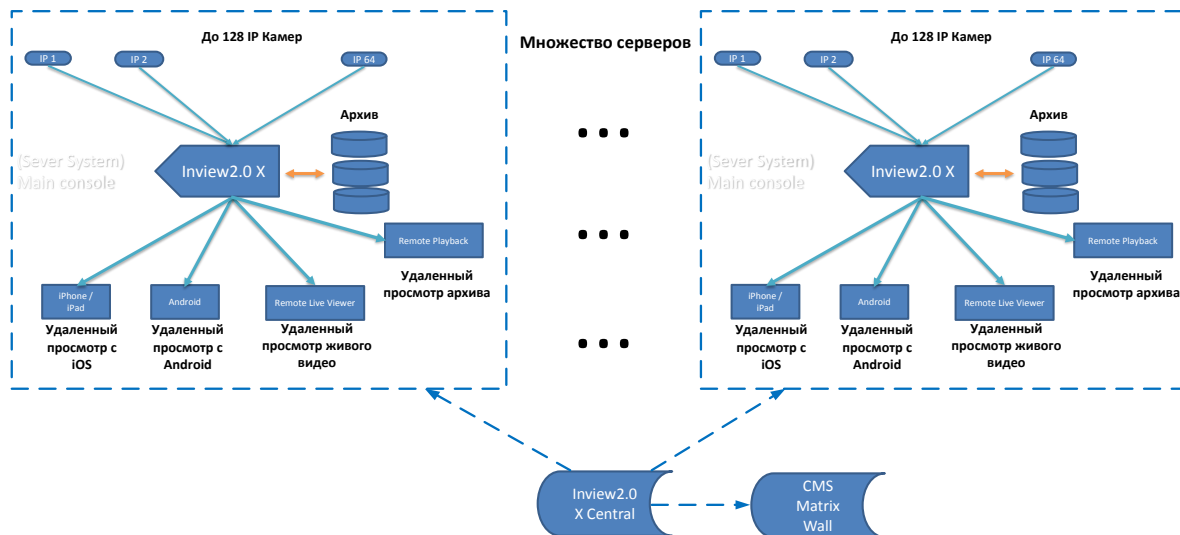 До 128 IP Камер
IP 1
IP 2
IP 64
Архив
(Sever System)
Main console
Inview2.0 X
Remote Playback
Удаленный
просмотр архива
iPhone /
iPad
Android
Remote Live Viewer
Удаленный
просмотр с
iOS
Удаленный
просмотр с
Android
Удаленный
просмотр живого
видео
Множество серверов
...
...
...
До 128 IP Камер
IP 1
IP 2
IP 64
Архив
(Sever System)
Main console
Inview2.0 X
Remote Playback
Удаленный
просмотр архива
iPhone /
iPad
Android
Remote Live Viewer
Удаленный
просмотр с
iOS
Удаленный
просмотр с
Android
Удаленный
просмотр живого
видео
Inview2.0
X Central
CMS
Matrix
Wall